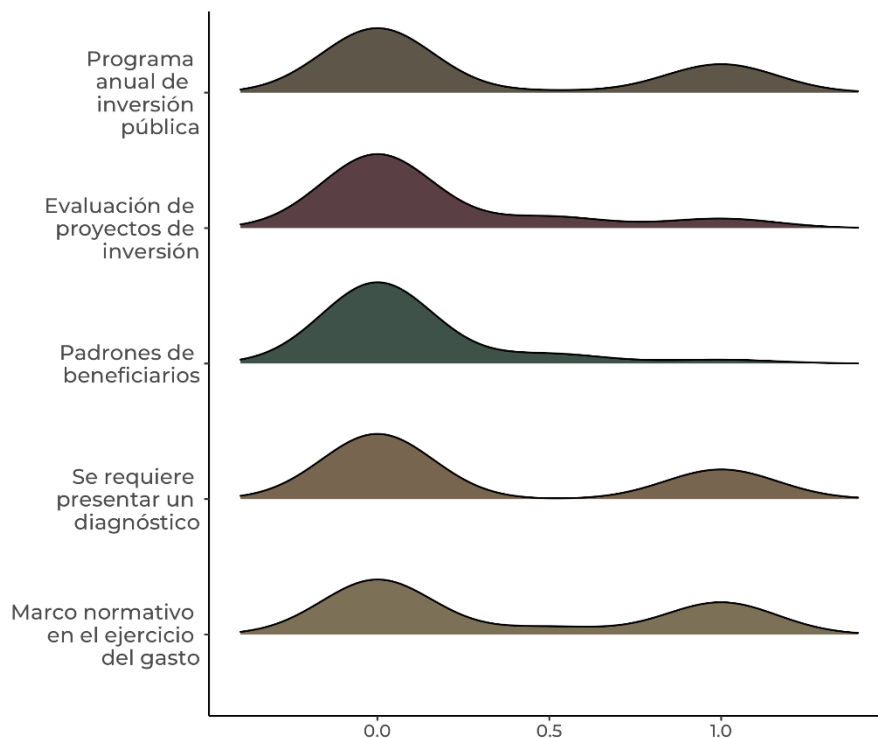 Programa
anual de
inversión
pública
Evaluación de
proyectos de
inversión
Padrones de
beneficiarios
Se requiere
presentar un
diagnóstico
Marco normativo
en el ejercicio
del gasto
0.0 0.5 1.0